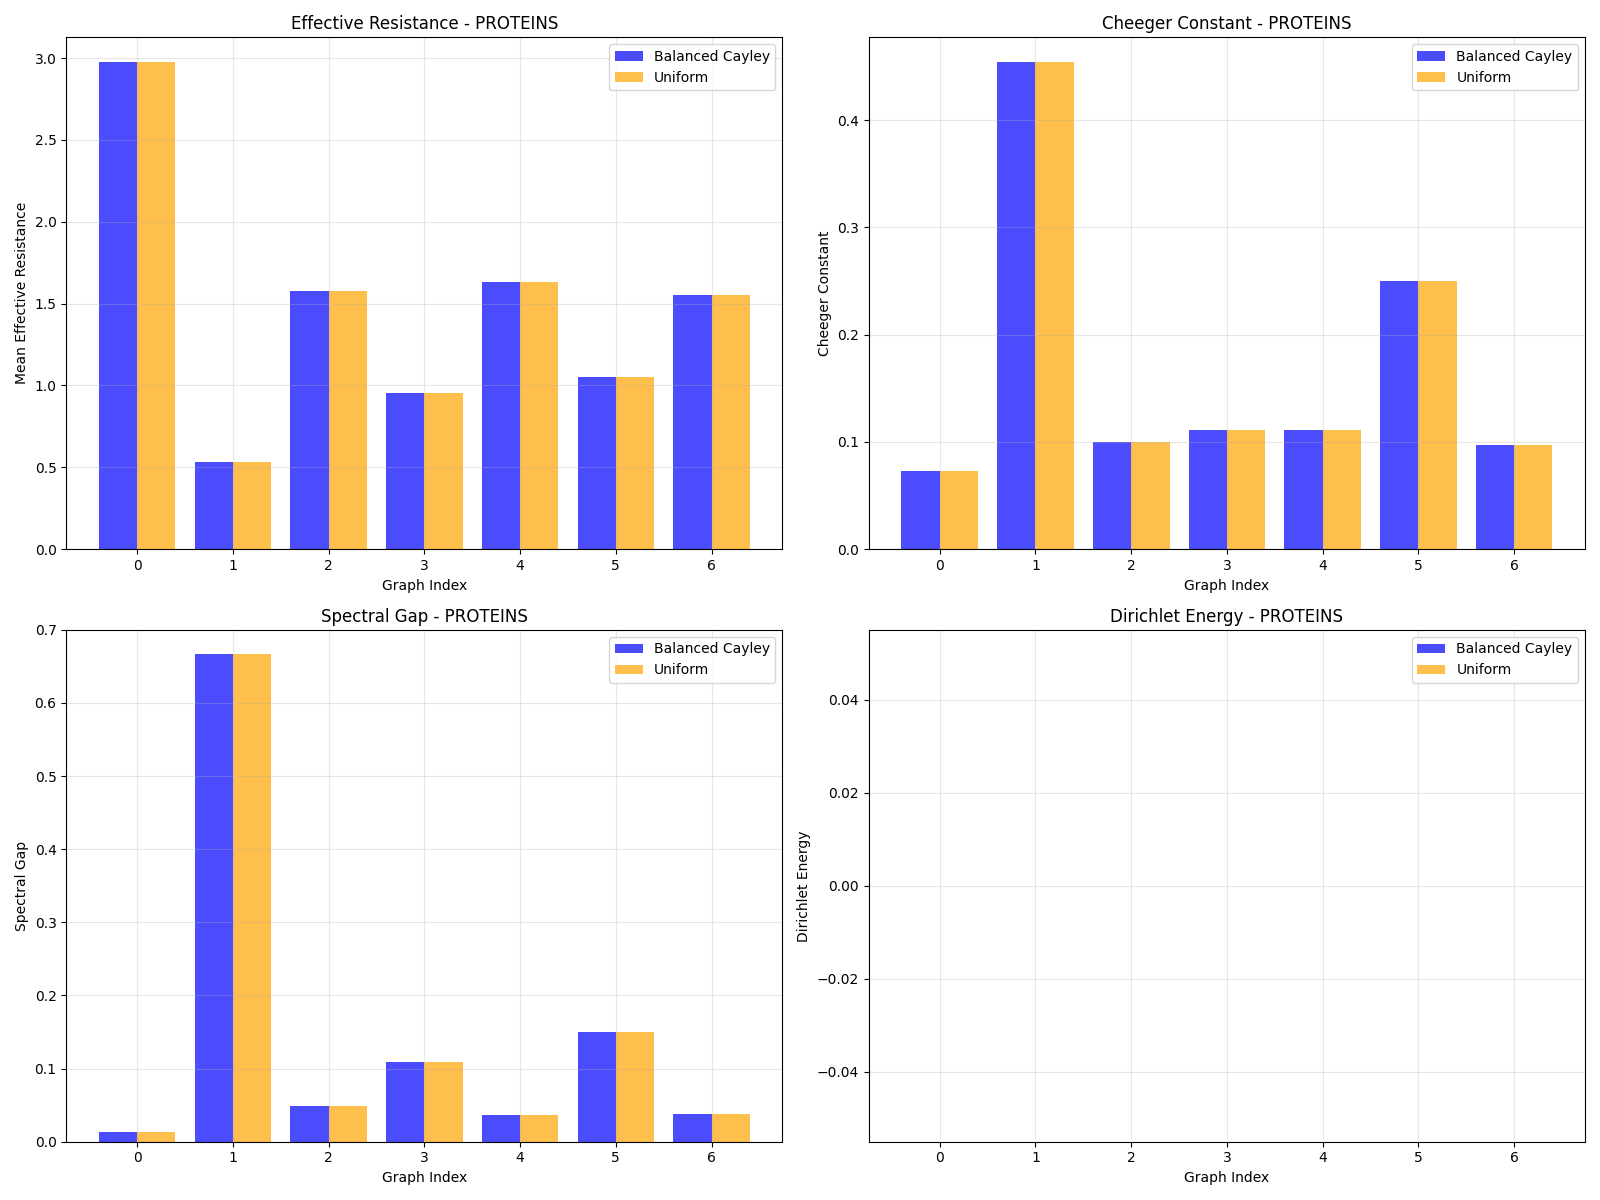 Effective Resistance - PROTEINS
Mean Effective Resistance
3.0
2.5
2.0
1.5
1.0
0.5
0.0
Balanced Cayley
Uniform
0 1 2 3 4 5 6
Graph Index
Cheeger Constant - PROTEINS
Cheeger Constant
0.4
0.3
0.2
0.1
0.0
Balanced Cayley
Uniform
0 1 2 3 4 5 6
Graph Index
Spectral Gap - PROTEINS
Spectral Gap
0.7
0.6
0.5
0.4
0.3
0.2
0.1
0.0
Balanced Cayley
Uniform
0 1 2 3 4 5 6
Graph Index
Dirichlet Energy - PROTEINS
Dirichlet Energy
0.04
0.02
0.00
−0.02
−0.04
Balanced Cayley
Uniform
0 1 2 3 4 5 6
Graph Index